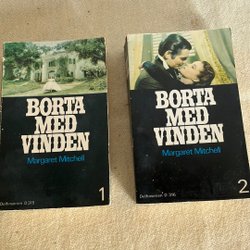 BORTA
MED
VINDEN
Margaret Mitchell
1
BORTA
MED
VINDEN
Margaret Mitchell
2